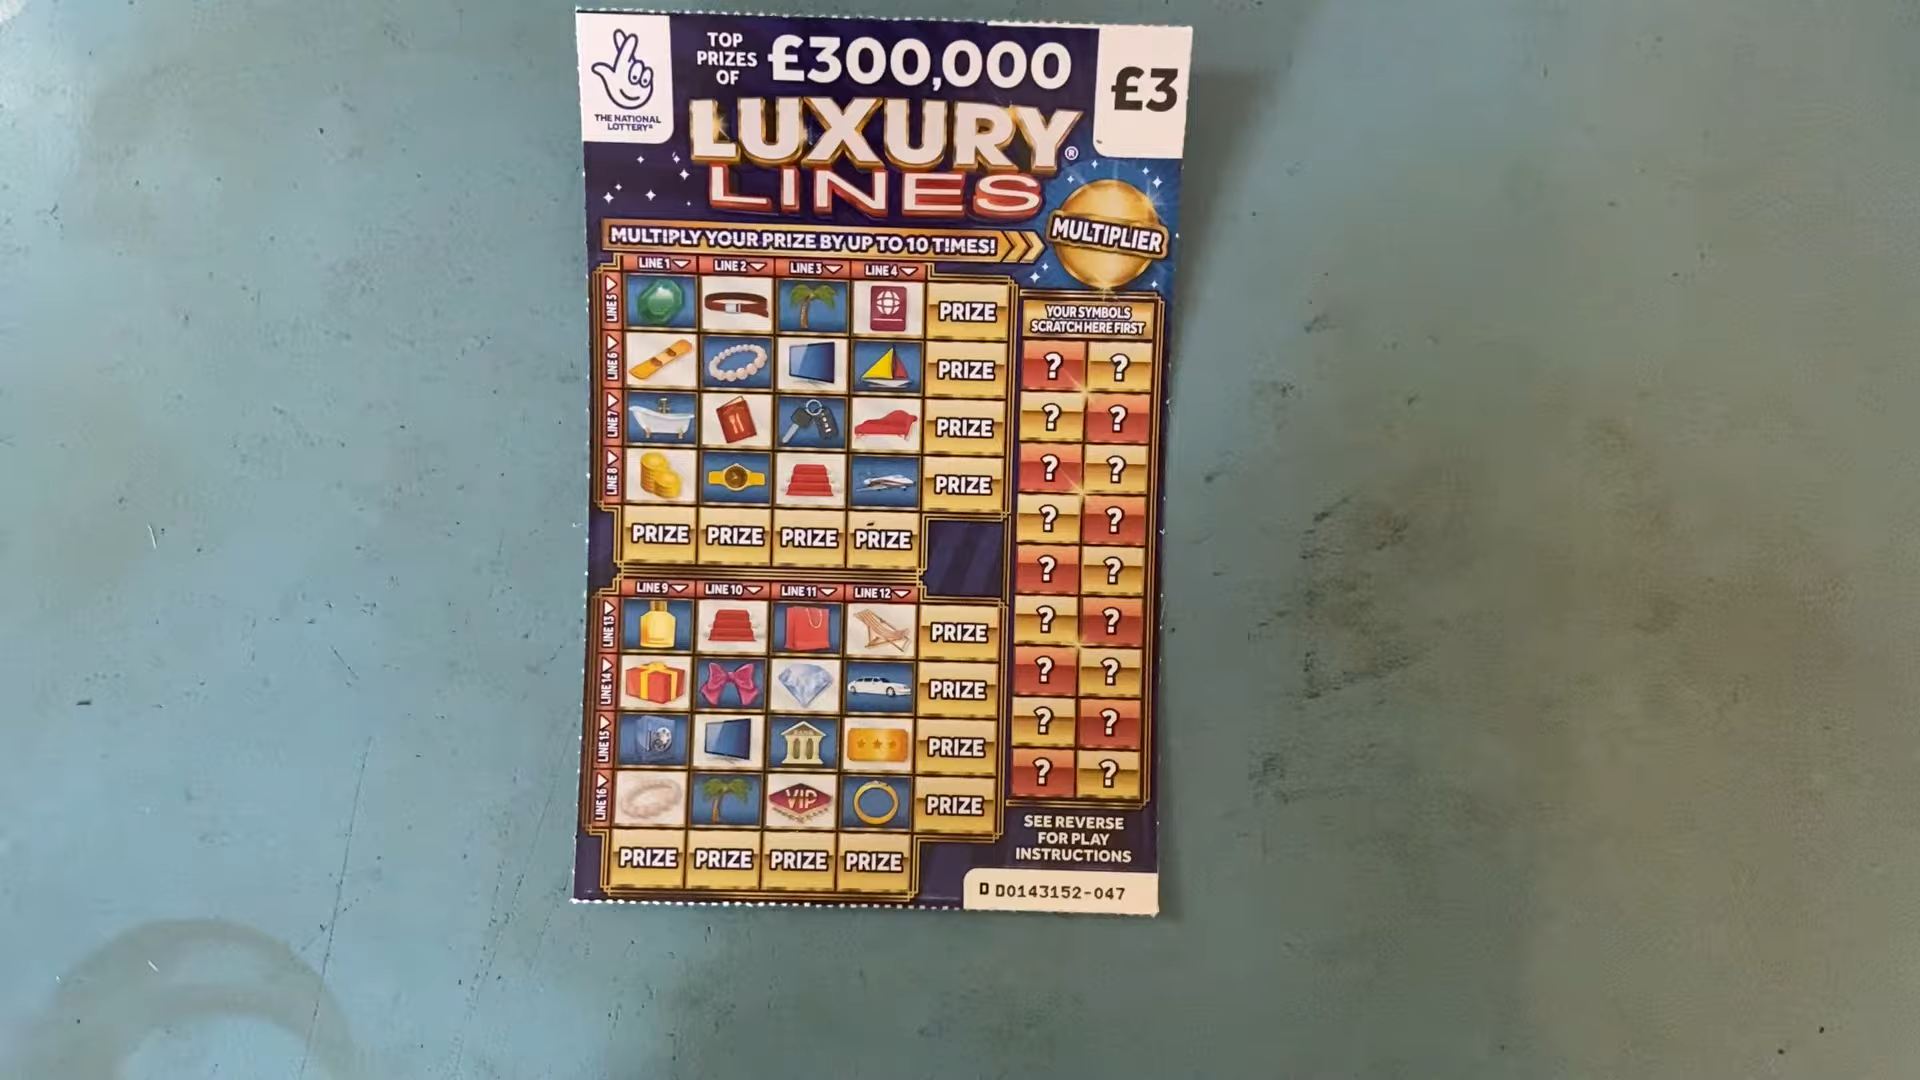 THE NATIONAL
LOTTERY®
TOP
PRIZES
OF
£300,000
£3
LUXURY®
LINES
MULTIPLY YOUR PRIZE BY UP TO 10 TIMES!
MULTIPLIER
LINE 1 LINE 2 LINE 3 LINE 4
LINE 5 PRIZE
LINE 6 PRIZE
LINE 7 PRIZE
LINE 8 PRIZE
PRIZE PRIZE PRIZE PRIZE
LINE 9 LINE 10 LINE 11 LINE 12
LINE 13 PRIZE
LINE 14 PRIZE
LINE 15 BANK PRIZE
LINE 16 VIP PRIZE
PRIZE PRIZE PRIZE PRIZE
YOUR SYMBOLS
SCRATCH HERE FIRST
? ?
? ?
? ?
? ?
? ?
? ?
? ?
? ?
? ?
SEE REVERSE
FOR PLAY
INSTRUCTIONS
D D0143152-047